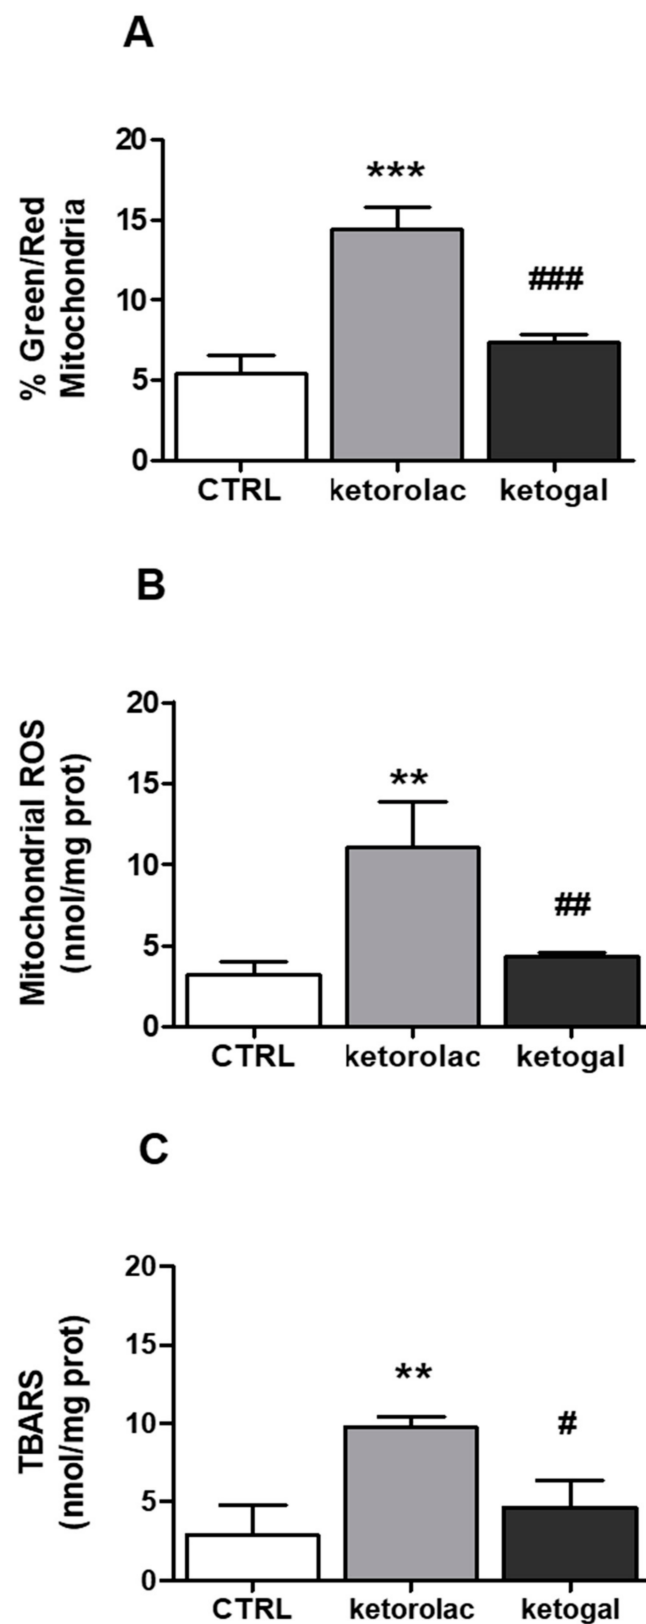 A
% Green/Red
Mitochondria
20
15
10
5
0
***
###
CTRL
ketorolac
ketogal
B
Mitochondrial ROS
(nnol/mg prot)
20
15
10
5
0
**
##
CTRL
ketorolac
ketogal
C
TBARS
(nnol/mg prot)
20
15
10
5
0
**
#
CTRL
ketorolac
ketogal